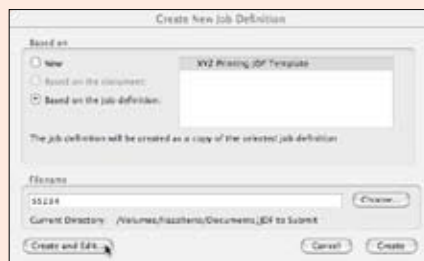 Create New Job Definition
Based on
New
XYZ Printing JDF Template
Based on the document:
Based on the job definition:
The job definition will be created as a copy of the selected job definition
Filename
55234
Choose...
Current Directory: /Volumes/ /Documents/JDF to Submit
Create and Edit...
Cancel
Create